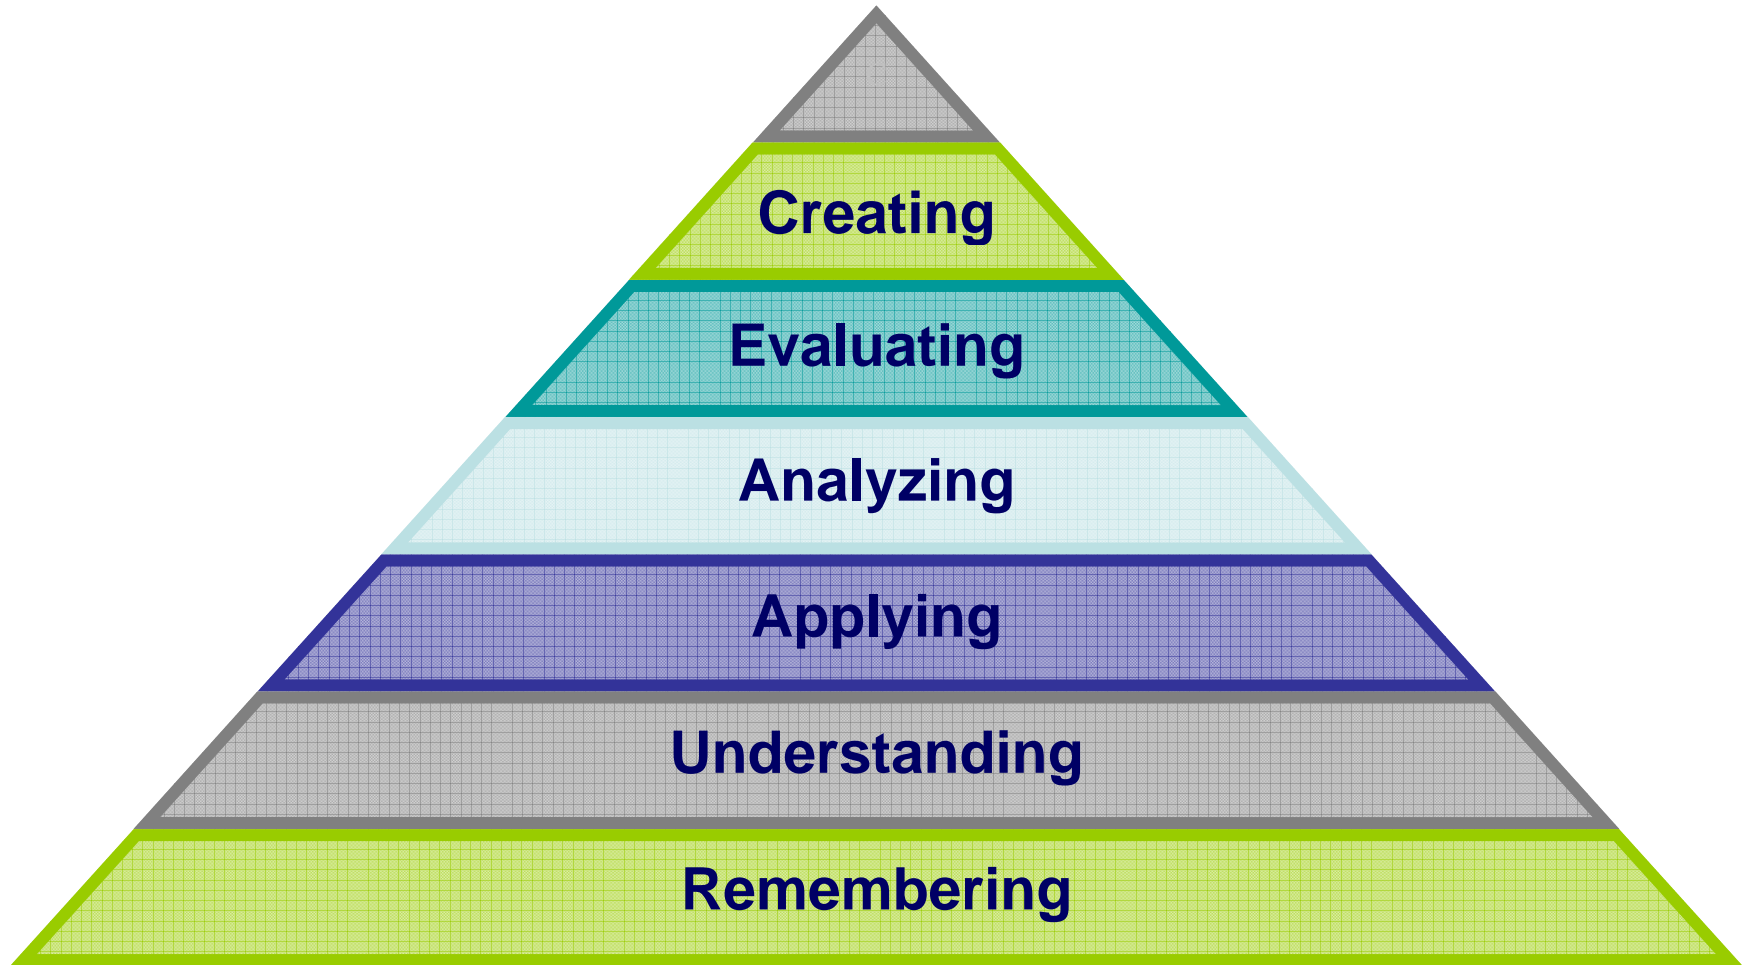 Creating
Evaluating
Analyzing
Applying
Understanding
Remembering